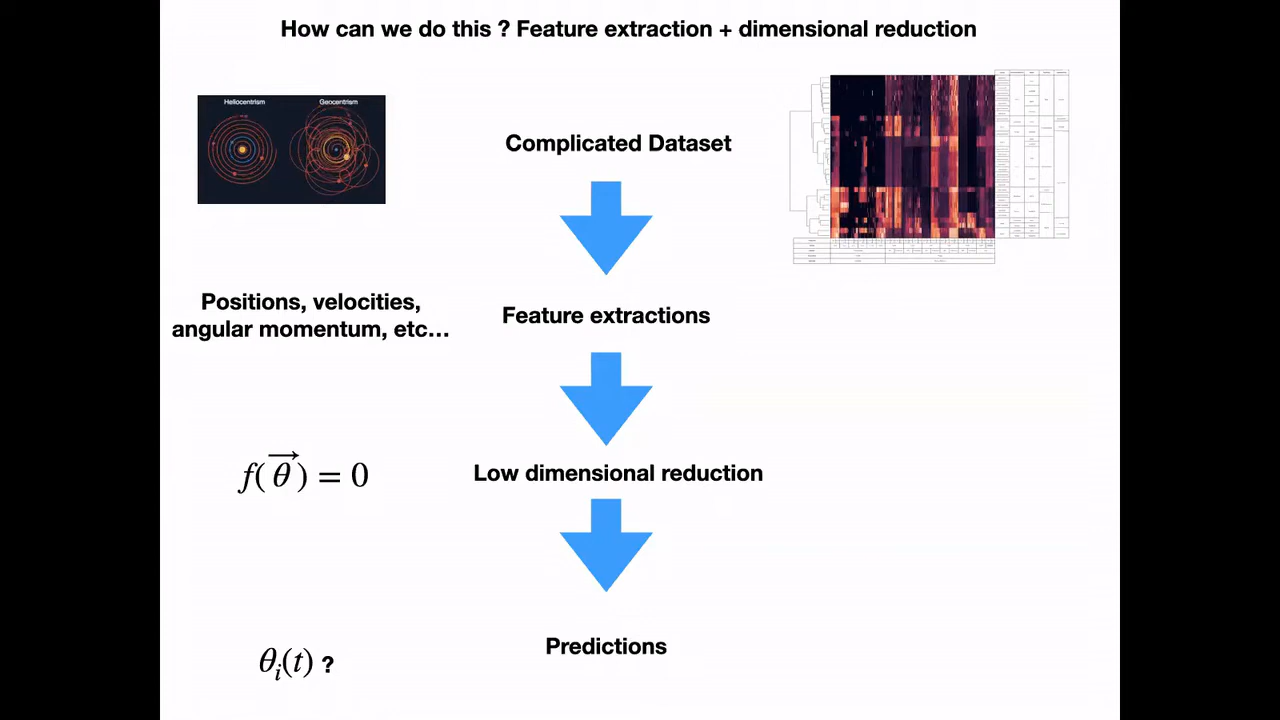 How can we do this ? Feature extraction + dimensional reduction
Heliocentrism
Geocentrism
Complicated Dataset
Positions, velocities,
angular momentum, etc...
Feature extractions
f(θ⃗) = 0
Low dimensional reduction
Predictions
θᵢ(t) ?